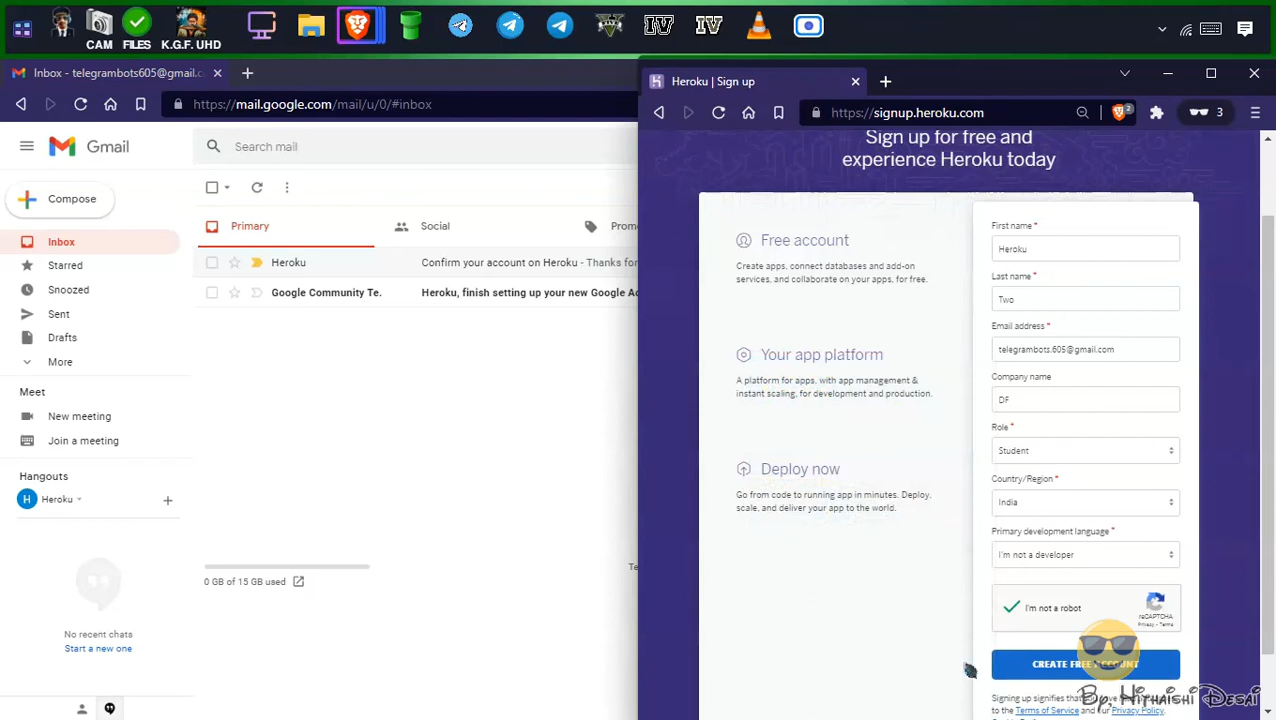 CAM
FILES
K.G.F. UHD
Inbox - telegrambots605@gmail.c
https://mail.google.com/mail/u/0/#inbox
Gmail
Search mail
Compose
Inbox
Starred
Snoozed
Sent
Drafts
More
Meet
New meeting
Join a meeting
Hangouts
H Heroku
No recent chats
Start a new one
Primary
Social
Promo
Heroku
Confirm your account on Heroku - Thanks for
Google Community Te.
Heroku, finish setting up your new Google Ac
0 GB of 15 GB used
Te
Heroku | Sign up
https://signup.heroku.com
2
3
Sign up for free and
experience Heroku today
Free account
Create apps, connect databases and add-on
services, and collaborate on your apps, for free.
Your app platform
A platform for apps, with app management &
instant scaling, for development and production.
Deploy now
Go from code to running app in minutes. Deploy,
scale, and deliver your app to the world.
First name *
Heroku
Last name *
Two
Email address *
telegrambots.605@gmail.com
Company name
DF
Role *
Student
Country/Region *
India
Primary development language *
I'm not a developer
I'm not a robot
reCAPTCHA
Privacy - Terms
CREATE FREE ACCOUNT
Signing up signifies that
to the Terms of Service and our Privacy Policy.
By, Nithaishi Desai